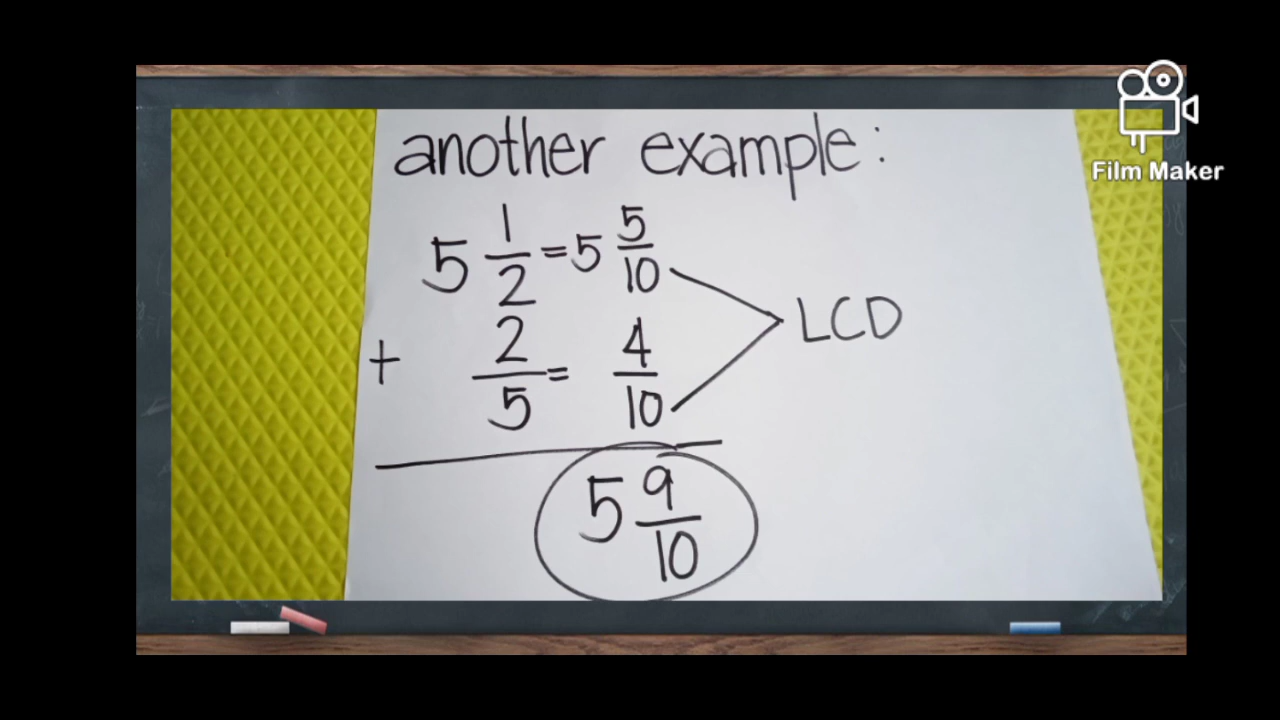 another example:
5 1/2 = 5 5/10
LCD
+ 2/5 = 4/10
5 9/10
Film Maker